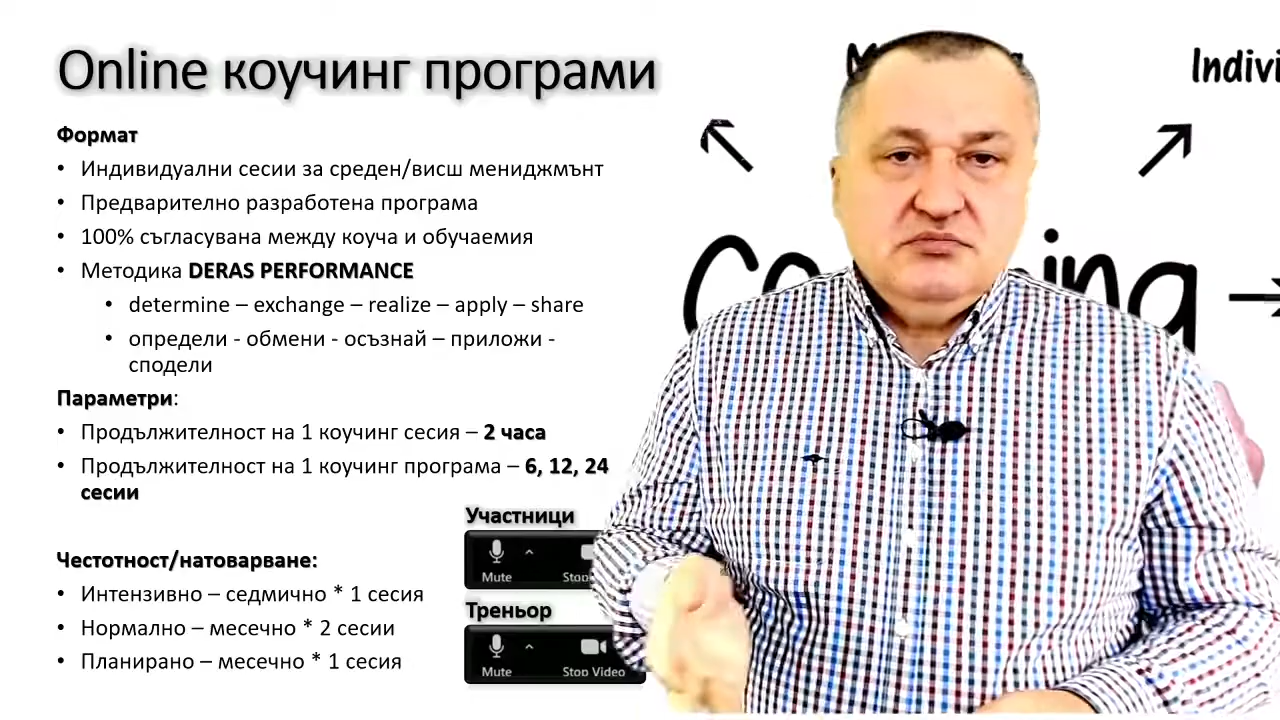 Online коучинг програми
Формат
• Индивидуални сесии за среден/висш мениджмънт
• Предварително разработена програма
• 100% съгласувана между коуча и обучаемия
• Методика DERAS PERFORMANCE
• determine – exchange – realize – apply – share
• определи - обмени - осъзнай – приложи -
сподели
Параметри:
• Продължителност на 1 коучинг сесия – 2 часа
• Продължителност на 1 коучинг програма – 6, 12, 24
сесии
Честотност/натоварване:
• Интензивно – седмично * 1 сесия
• Нормално – месечно * 2 сесии
• Планирано – месечно * 1 сесия
Участници
Mute
Треньор
Mute Stop Video